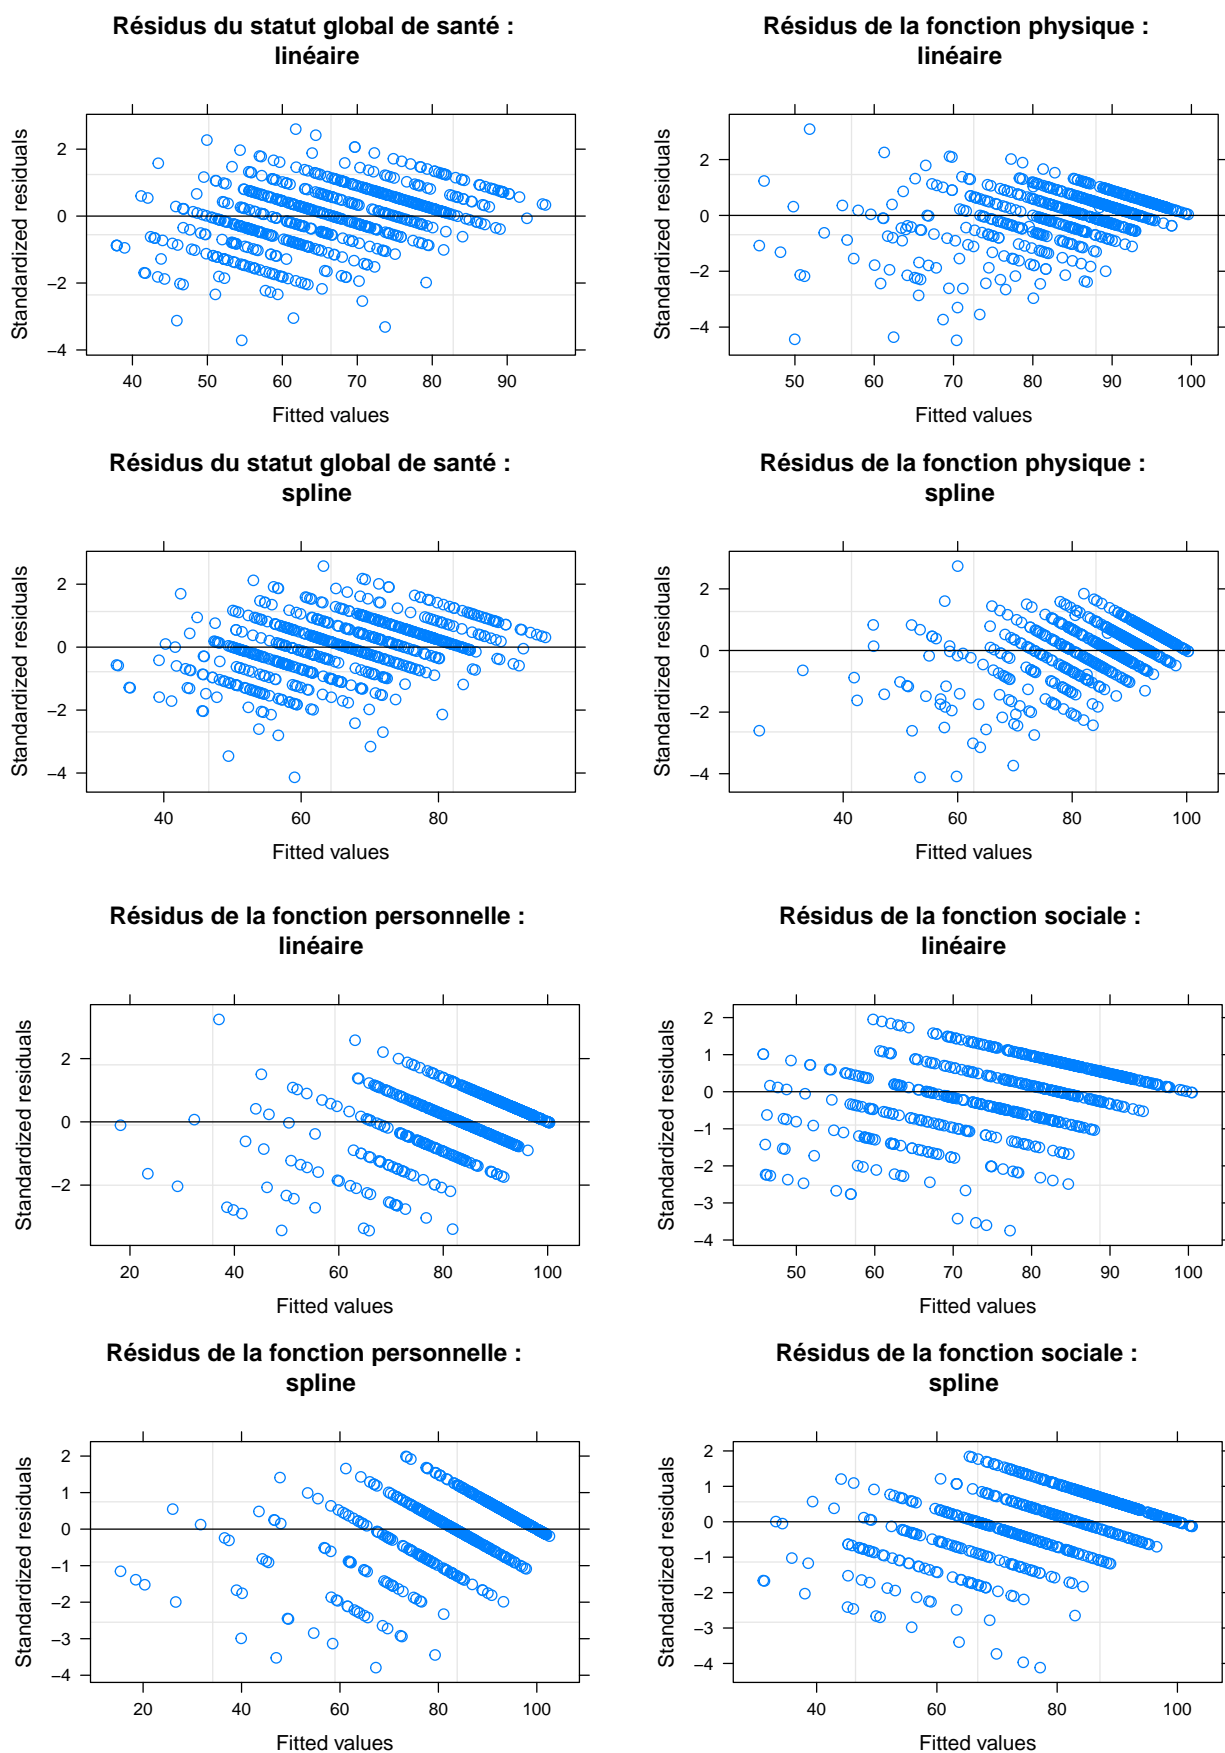 Résidus du statut global de santé :
linéaire
Standardized residuals
2
0
−2
−4
40 50 60 70 80 90
Fitted values
Résidus de la fonction physique :
linéaire
Standardized residuals
2
0
−2
−4
50 60 70 80 90 100
Fitted values
Résidus du statut global de santé :
spline
Standardized residuals
2
0
−2
−4
40 60 80
Fitted values
Résidus de la fonction physique :
spline
Standardized residuals
2
0
−2
−4
40 60 80 100
Fitted values
Résidus de la fonction personnelle :
linéaire
Standardized residuals
2
0
−2
20 40 60 80 100
Fitted values
Résidus de la fonction sociale :
linéaire
Standardized residuals
2
1
0
−1
−2
−3
−4
50 60 70 80 90 100
Fitted values
Résidus de la fonction personnelle :
spline
Standardized residuals
2
1
0
−1
−2
−3
−4
20 40 60 80 100
Fitted values
Résidus de la fonction sociale :
spline
Standardized residuals
2
1
0
−1
−2
−3
−4
40 60 80 100
Fitted values